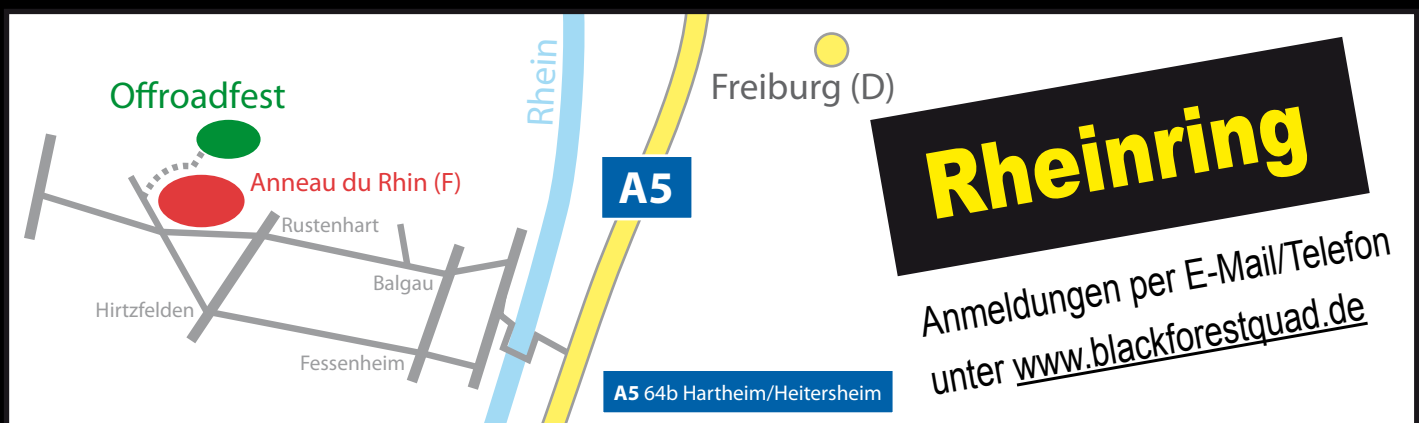 Offroadfest
Anneau du Rhin (F)
Rustenhart
Balgau
Hirtzfelden
Fessenheim
Rhein
A5
Freiburg (D)
A5 64b Hartheim/Heitersheim
Rheinring
Anmeldungen per E-Mail/Telefon
unter www.blackforestquad.de